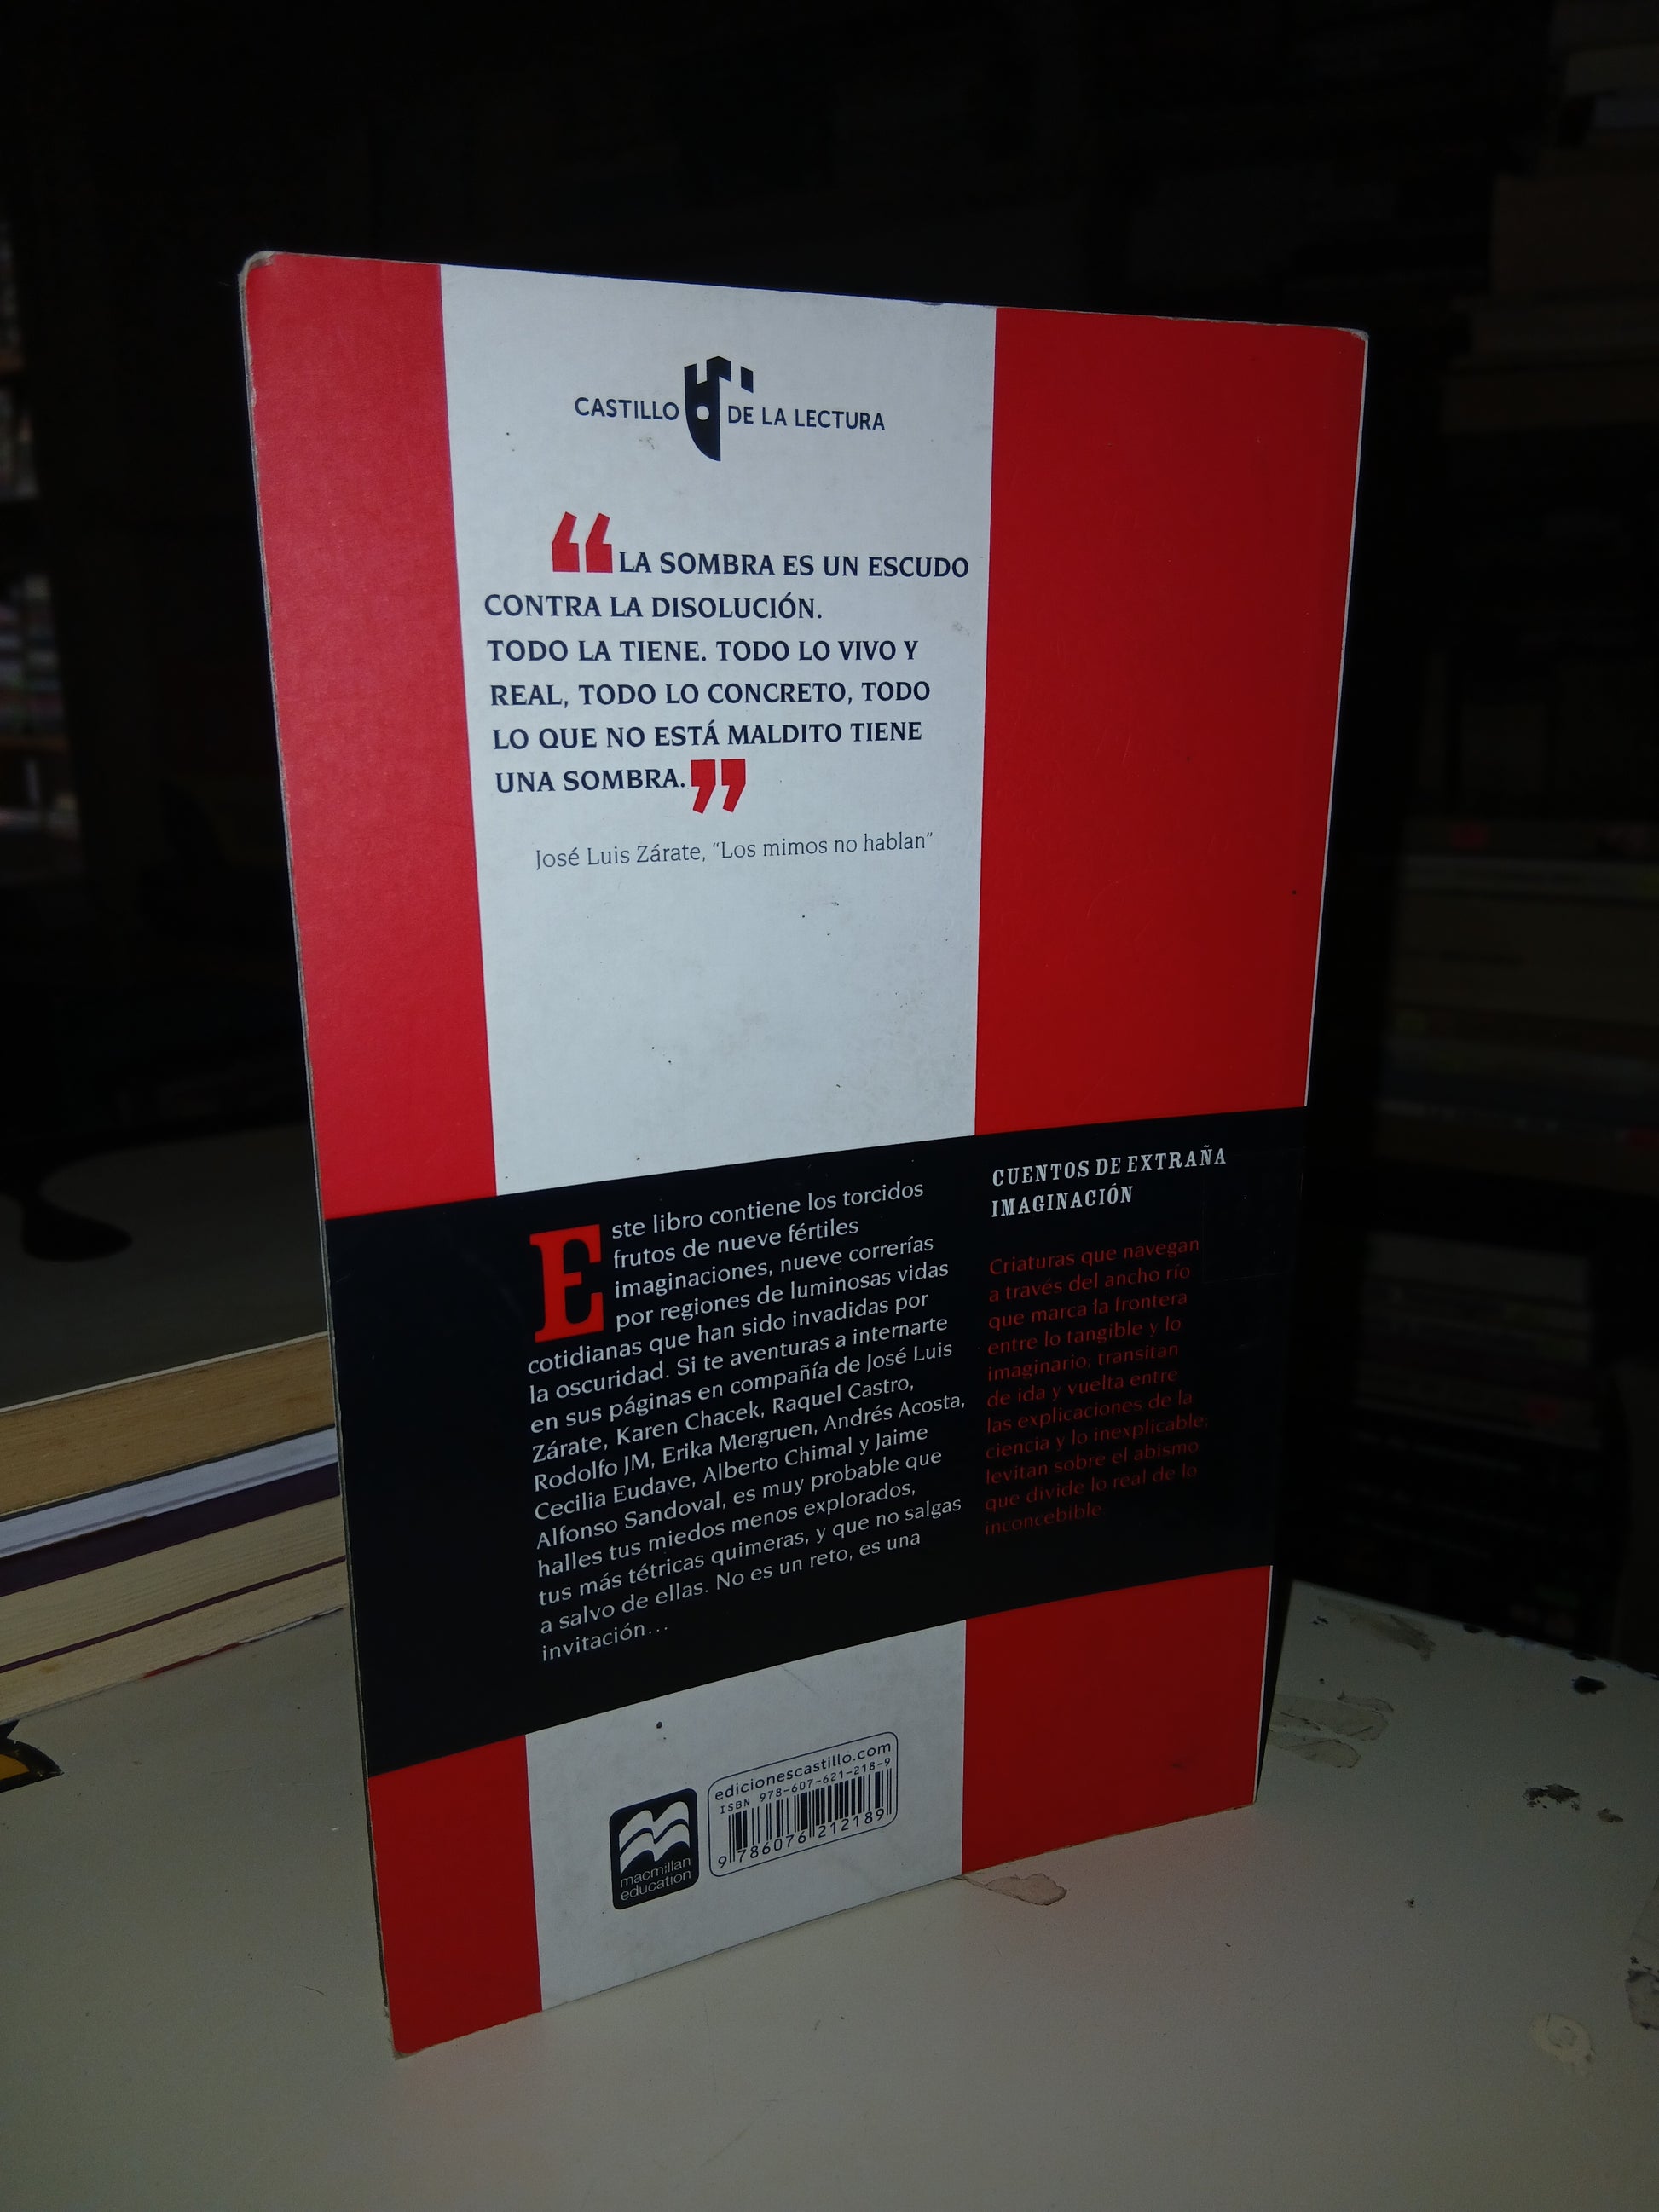 CASTILLO DE LA LECTURA
“LA SOMBRA ES UN ESCUDO
CONTRA LA DISOLUCIÓN.
TODO LA TIENE. TODO LO VIVO Y
REAL, TODO LO CONCRETO, TODO
LO QUE NO ESTÁ MALDITO TIENE
UNA SOMBRA.”
José Luis Zárate, “Los mimos no hablan”
Este libro contiene los torcidos
frutos de nueve fértiles
imaginaciones, nueve correrías
por regiones de luminosas vidas
cotidianas que han sido invadidas por
la oscuridad. Si te aventuras a internarte
en sus páginas en compañía de José Luis
Zárate, Karen Chacek, Raquel Castro,
Rodolfo JM, Erika Mergruen, Andrés Acosta,
Cecilia Eudave, Alberto Chimal y Jaime
Alfonso Sandoval, es muy probable que
halles tus miedos menos explorados,
tus más tétricas quimeras, y que no salgas
a salvo de ellas. No es un reto, es una
invitación...
CUENTOS DE EXTRAÑA
IMAGINACIÓN
Criaturas que navegan
a través del ancho río
que marca la frontera
entre lo tangible y lo
imaginario; transitan
de ida y vuelta entre
las explicaciones de la
ciencia y lo inexplicable;
levitan sobre el abismo
que divide lo real de lo
inconcebible
macmillan
education
edicionescastillo.com
ISBN 978-607-621-218-9
9 786076 212189